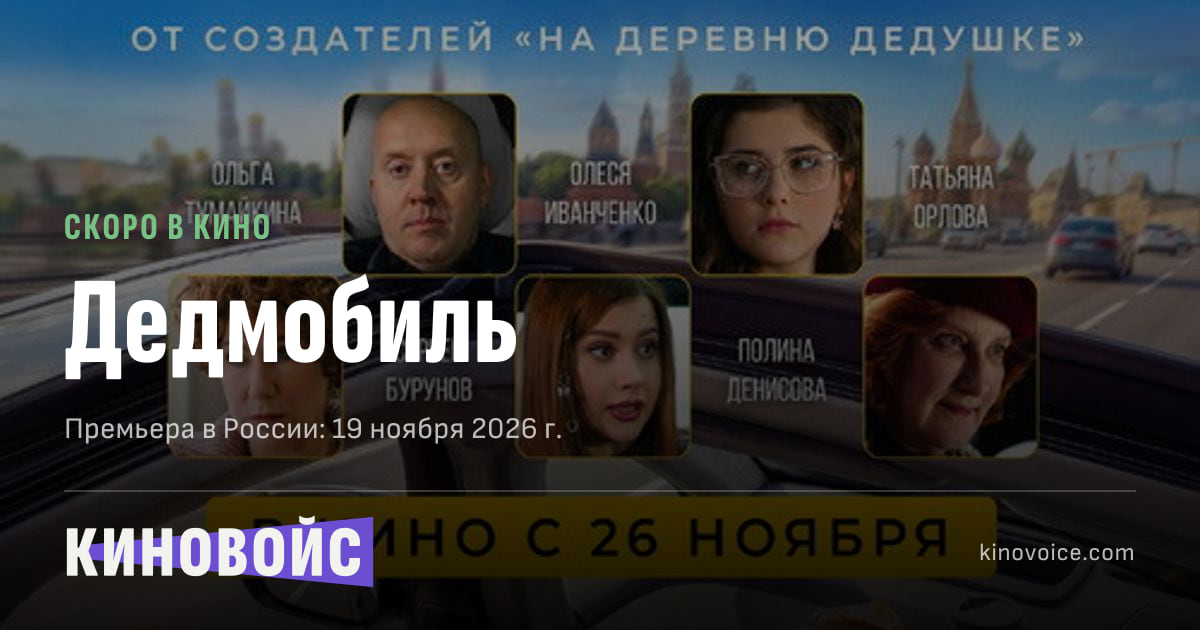 ОТ СОЗДАТЕЛЕЙ «НА ДЕРЕВНЮ ДЕДУШКЕ»
ОЛЬГА
ТУМАЙКИНА
ОЛЕСЯ
ИВАНЧЕНКО
ТАТЬЯНА
ОРЛОВА
СКОРО В КИНО
Дедмобиль
БУРУНОВ
ПОЛИНА
ДЕНИСОВА
Премьера в России: 19 ноября 2026 г.
ИНО С 26 НОЯБРЯ
КИНОВОЙС
kinovoice.com